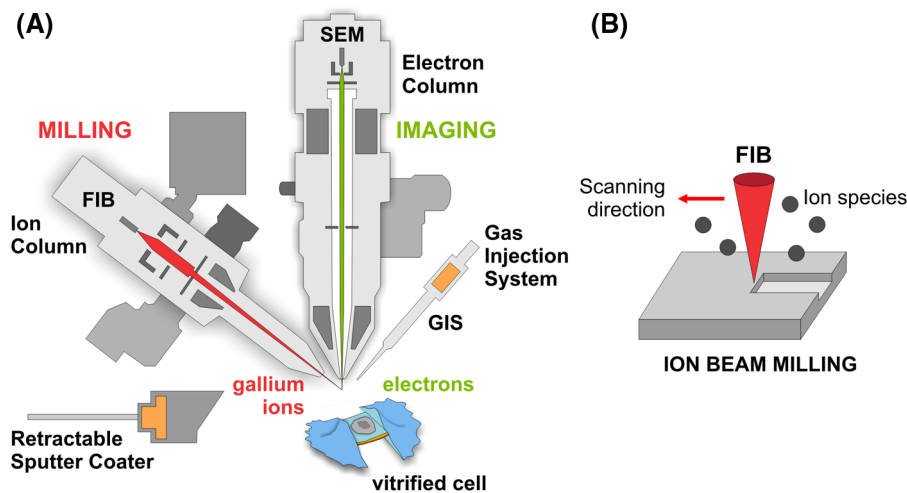 (A)
SEM
Electron
Column
MILLING
IMAGING
FIB
Ion
Column
Gas
Injection
System
GIS
gallium
ions
electrons
Retractable
Sputter Coater
vitrified cell
(B)
FIB
Scanning
direction
Ion species
ION BEAM MILLING